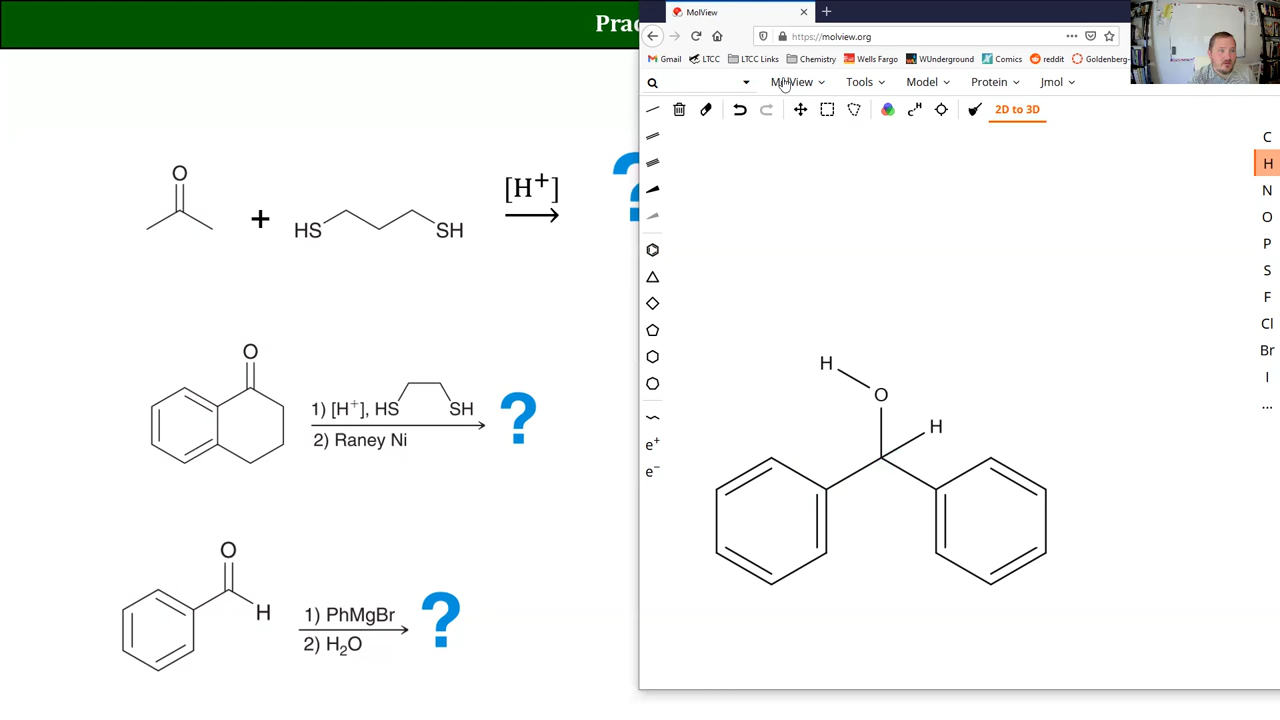 Prac
MolView
https://molview.org
Gmail LTCC LTCC Links Chemistry Wells Fargo WUnderground Comics reddit Goldenberg-
MolView Tools Model Protein Jmol
2D to 3D
C
H
N
O
P
S
F
Cl
Br
I
...
e⁺
e⁻
O
+ HS SH [H⁺] ?
O
1) [H⁺], HS SH
2) Raney Ni
?
O
H
1) PhMgBr
2) H₂O
?
H
O
H